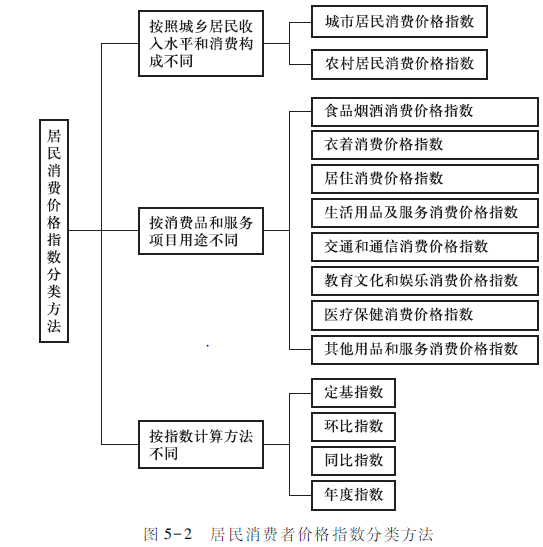 居民消费价格指数分类方法
按照城乡居民收
入水平和消费构
成不同
城市居民消费价格指数
农村居民消费价格指数
按消费品和服务
项目用途不同
食品烟酒消费价格指数
衣着消费价格指数
居住消费价格指数
生活用品及服务消费价格指数
交通和通信消费价格指数
教育文化和娱乐消费价格指数
医疗保健消费价格指数
其他用品和服务消费价格指数
按指数计算方法
不同
定基指数
环比指数
同比指数
年度指数
图 5-2 居民消费者价格指数分类方法